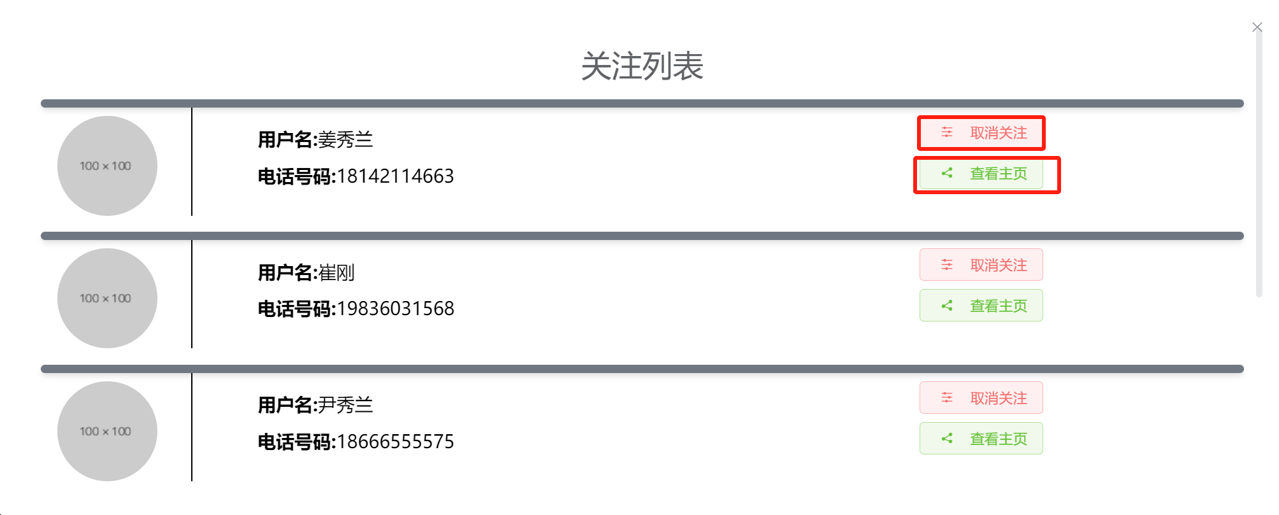 关注列表
100 × 100
用户名:姜秀兰
电话号码:18142114663
取消关注
查看主页
100 × 100
用户名:崔刚
电话号码:19836031568
取消关注
查看主页
100 × 100
用户名:尹秀兰
电话号码:18666555575
取消关注
查看主页